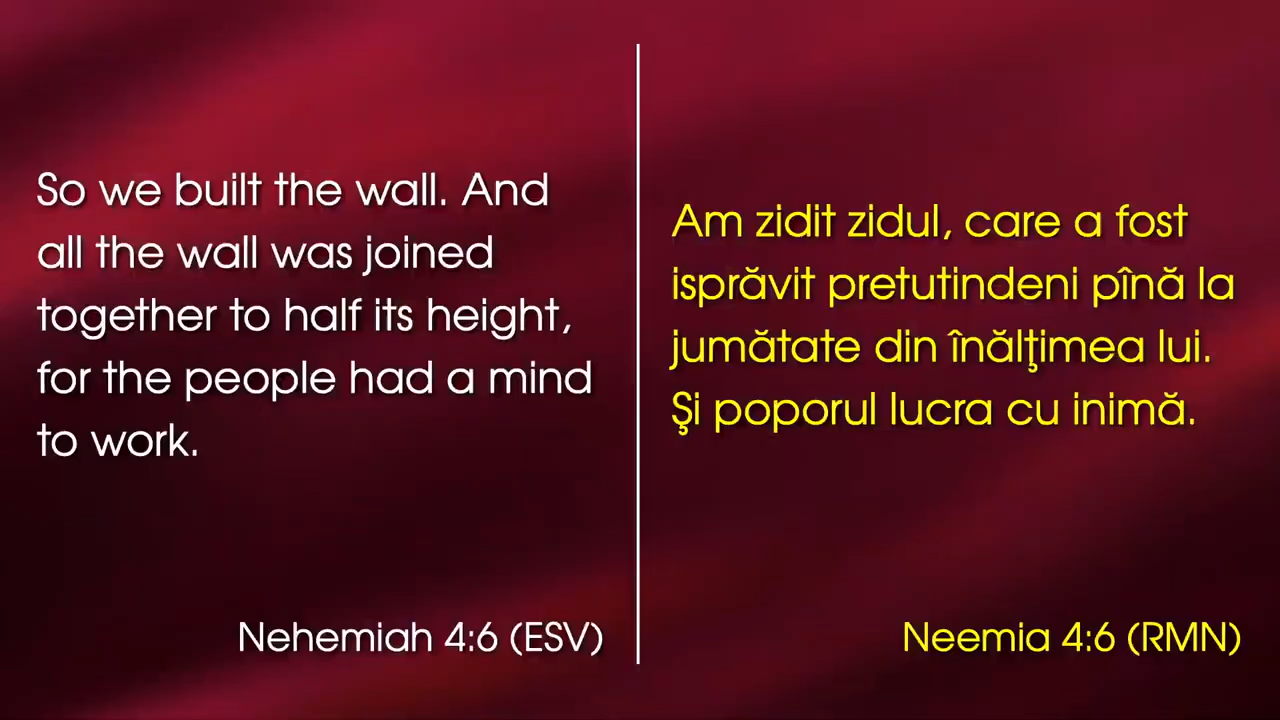 So we built the wall. And
all the wall was joined
together to half its height,
for the people had a mind
to work.
Nehemiah 4:6 (ESV)
Am zidit zidul, care a fost
isprăvit pretutindeni pînă la
jumătate din înălţimea lui.
Şi poporul lucra cu inimă.
Neemia 4:6 (RMN)